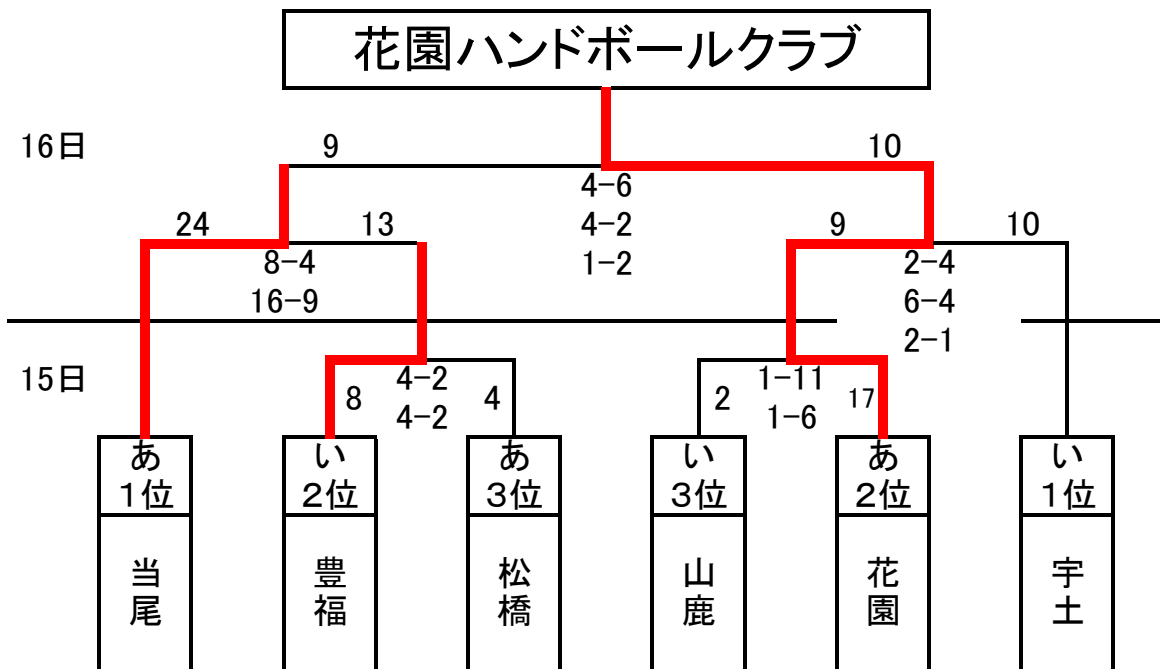 花園ハンドボールクラブ
16日
9
10
4-6
4-2
1-2
24
13
9
10
8-4
16-9
2-4
6-4
2-1
15日
8
4-2
4-2
4
2
1-11
1-6
17
あ
1位
い
2位
あ
3位
い
3位
あ
2位
い
1位
当尾
豊福
松橋
山鹿
花園
宇土